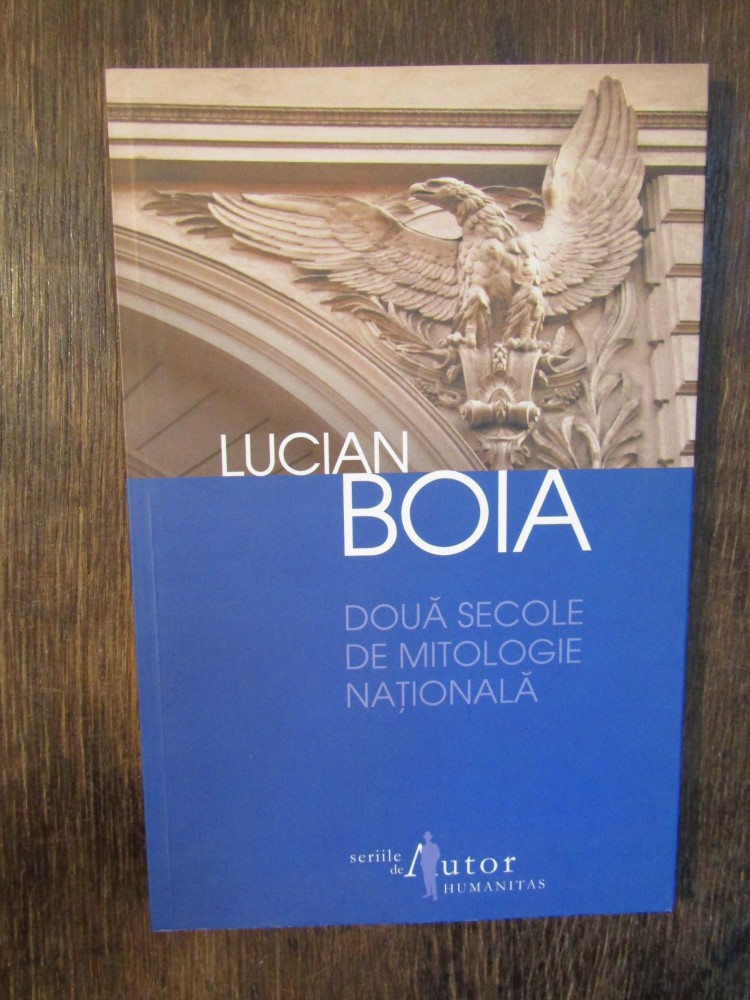 LUCIAN
BOIA
DOUĂ SECOLE
DE MITOLOGIE
NAȚIONALĂ
seriile
de Autor
HUMANITAS